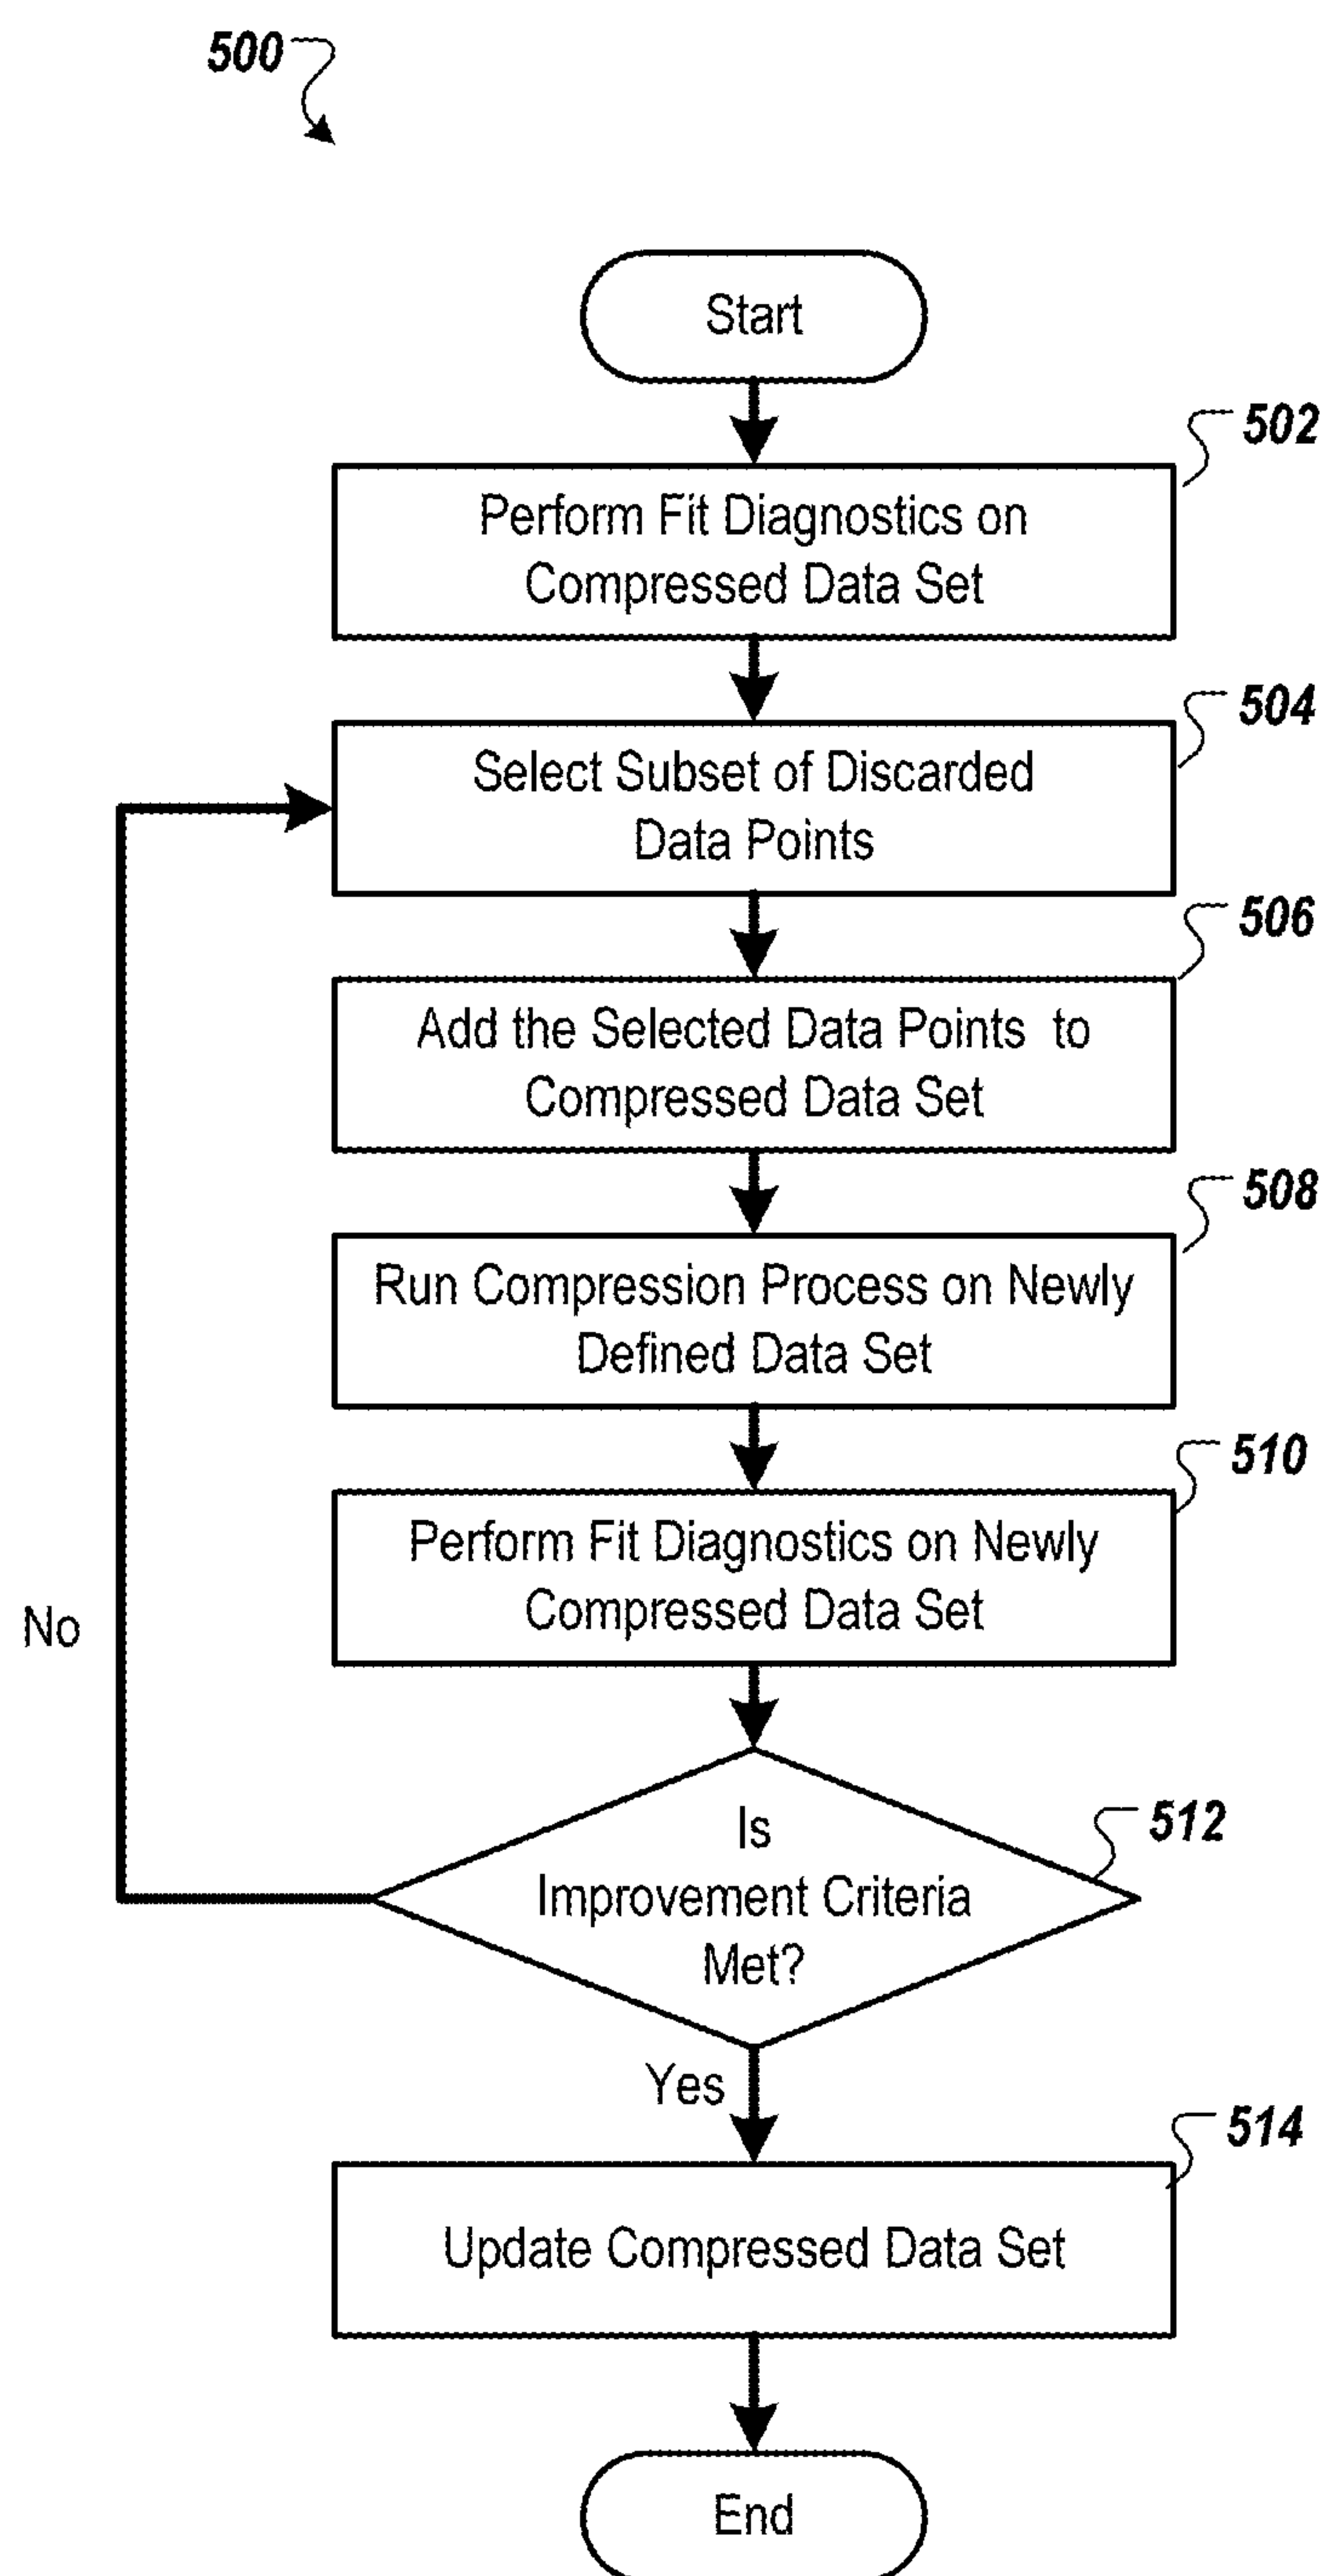 500
Start
502
Perform Fit Diagnostics on
Compressed Data Set
504
Select Subset of Discarded
Data Points
506
Add the Selected Data Points to
Compressed Data Set
508
Run Compression Process on Newly
Defined Data Set
510
Perform Fit Diagnostics on Newly
Compressed Data Set
No
512
Is
Improvement Criteria
Met?
Yes
514
Update Compressed Data Set
End